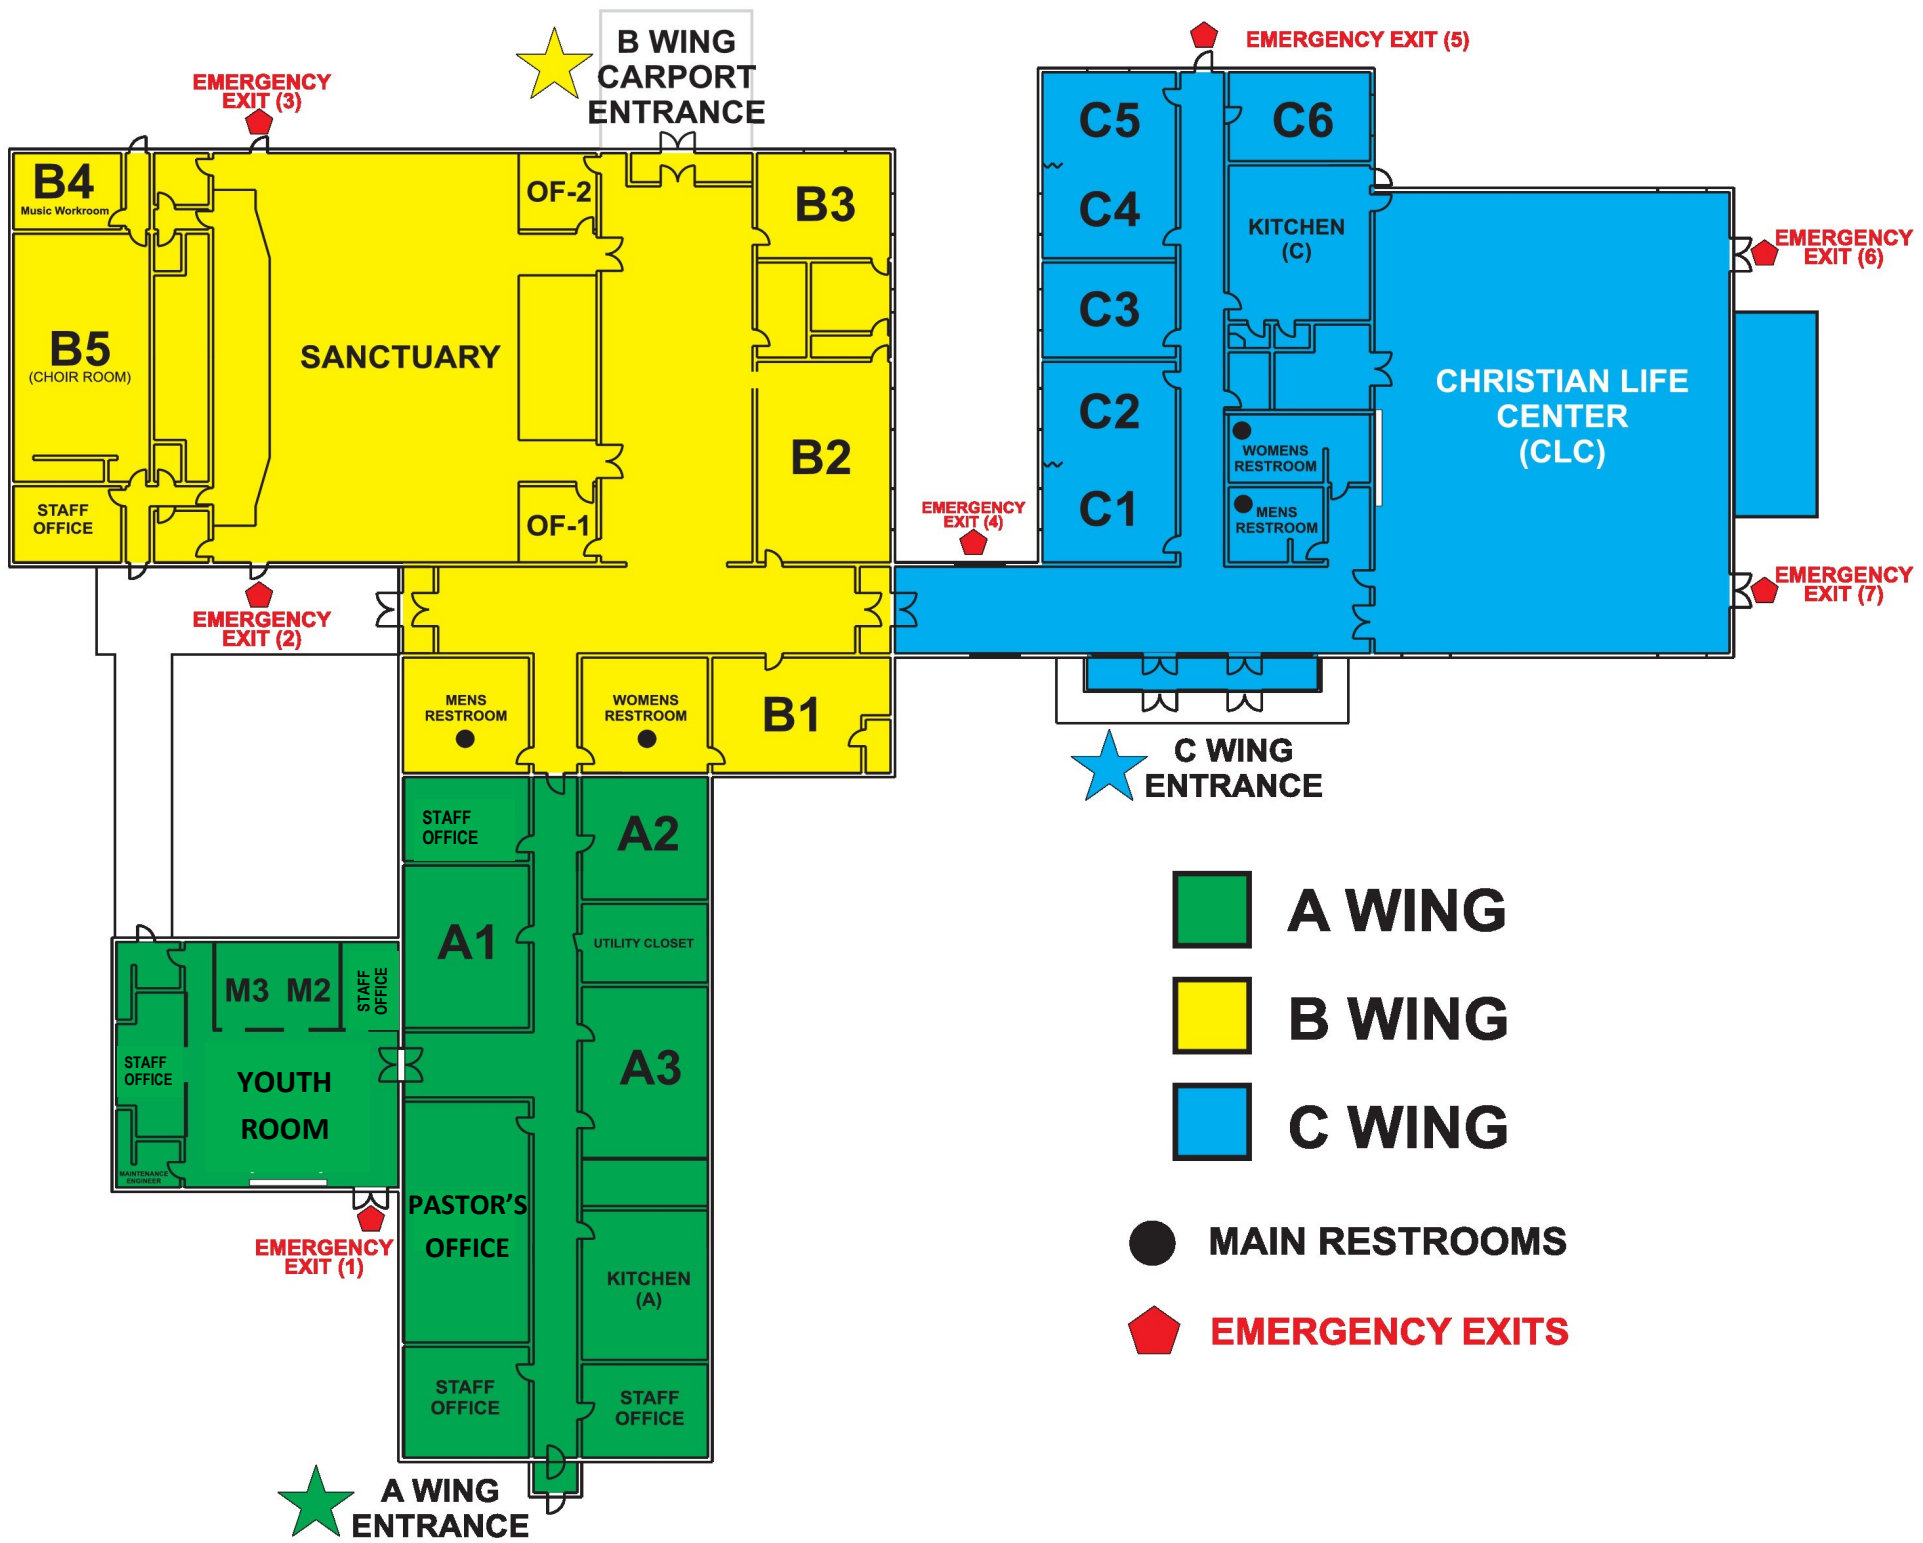 B WING
CARPORT
ENTRANCE
EMERGENCY EXIT (5)
EMERGENCY
EXIT (3)
B4
Music Workroom
OF-2
B3
C5
C6
C4
KITCHEN
(C)
EMERGENCY
EXIT (6)
B5
(CHOIR ROOM)
SANCTUARY
C3
CHRISTIAN LIFE
CENTER
(CLC)
B2
C2
WOMENS
RESTROOM
STAFF
OFFICE
OF-1
EMERGENCY
EXIT (4)
C1
MENS
RESTROOM
EMERGENCY
EXIT (2)
EMERGENCY
EXIT (7)
MENS
RESTROOM
WOMENS
RESTROOM
B1
C WING
ENTRANCE
STAFF
OFFICE
A2
A1
UTILITY CLOSET
A WING
M3 M2
STAFF
OFFICE
B WING
STAFF
OFFICE
YOUTH
ROOM
A3
C WING
MAINTENANCE
ENGINEER
PASTOR'S
OFFICE
EMERGENCY
EXIT (1)
KITCHEN
(A)
MAIN RESTROOMS
EMERGENCY EXITS
STAFF
OFFICE
STAFF
OFFICE
A WING
ENTRANCE